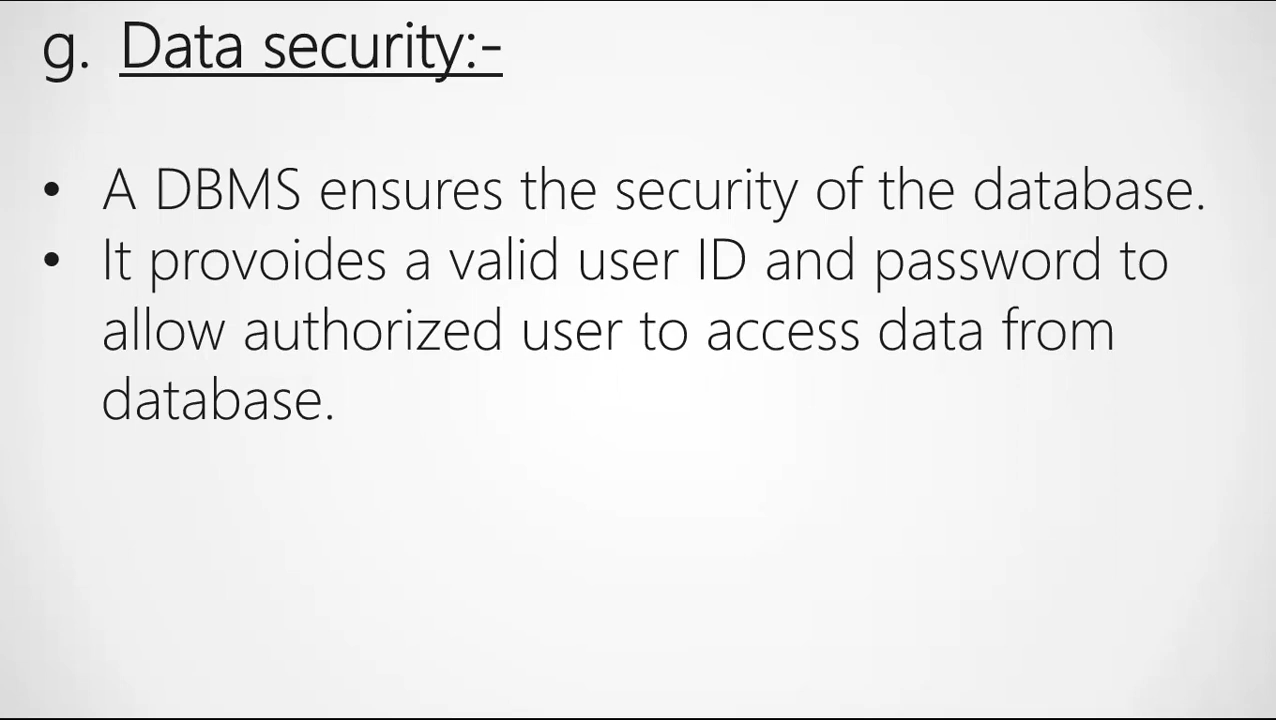 g. Data security:-
• A DBMS ensures the security of the database.
• It provoides a valid user ID and password to
allow authorized user to access data from
database.